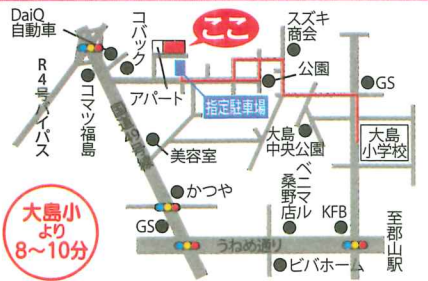 DaiQ
自動車
コバック
ここ
スズキ
商会
R4号バイパス
コマツ福島
アパート
指定駐車場
公園
GS
国道49号線
美容室
大島
中央公園
大島
小学校
かつや
ベニマル
桑野店
KFB
至郡山駅
大島小
より
8〜10分
GS
うねめ通り
ビバホーム